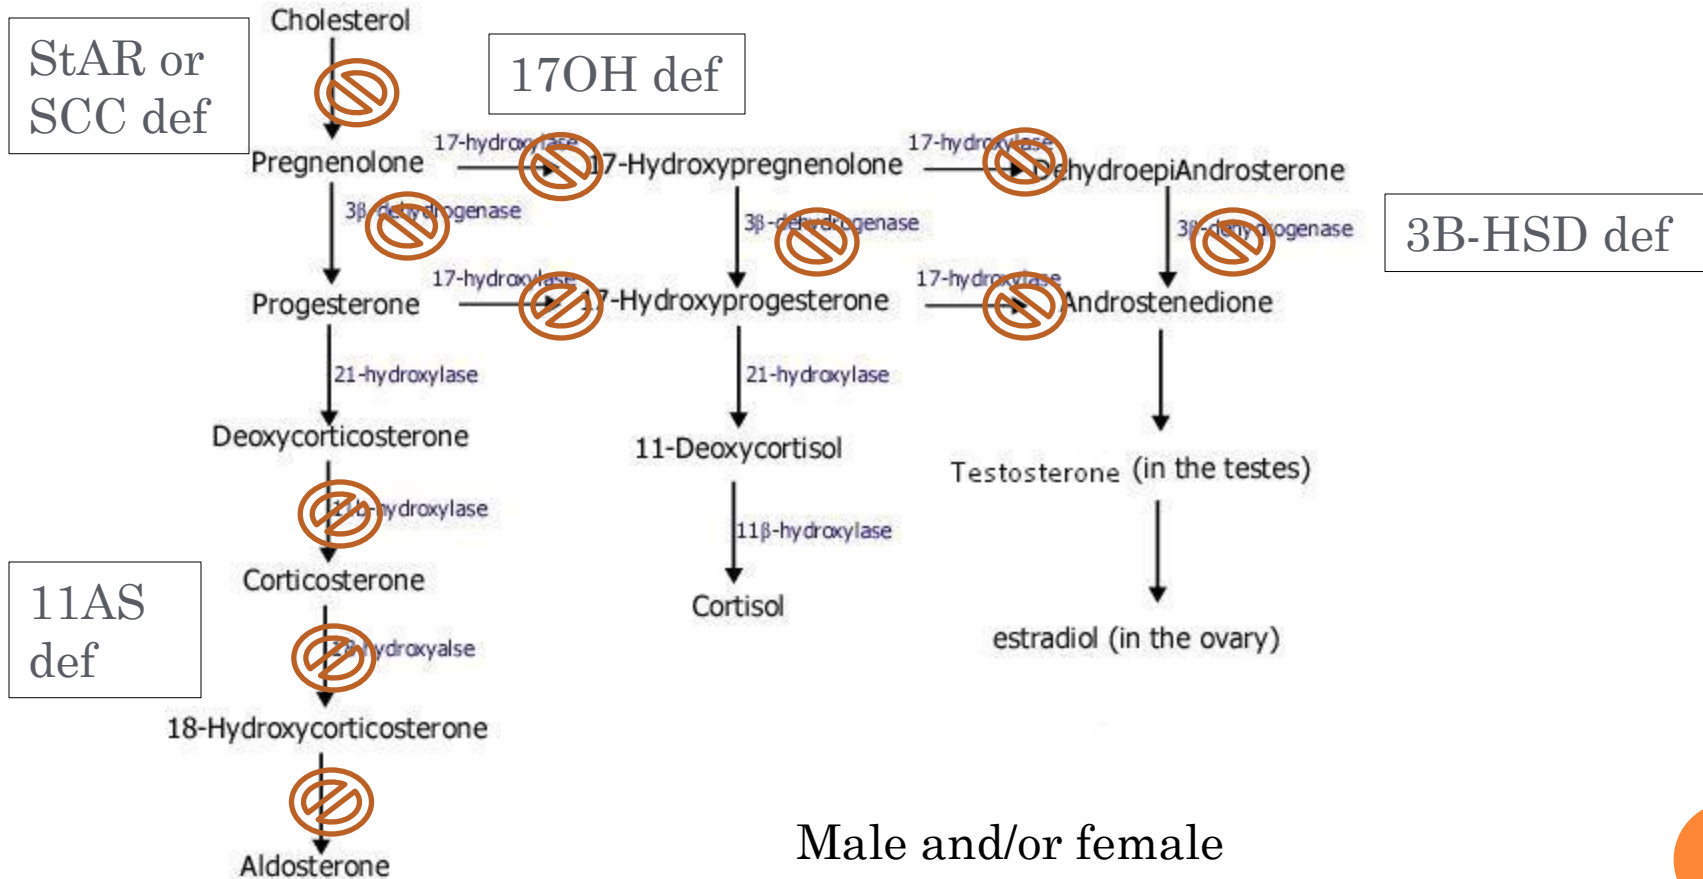 Cholesterol
StAR or
SCC def
17OH def
17-hydroxylase
17-hydroxylase
Pregnenolone
17-Hydroxypregnenolone
DehydroepiAndrosterone
3β-dehydrogenase
3β-dehydrogenase
3β-dehydrogenase
3B-HSD def
17-hydroxylase
17-hydroxylase
Progesterone
17-Hydroxyprogesterone
Androstenedione
21-hydroxylase
21-hydroxylase
Deoxycorticosterone
11-Deoxycortisol
Testosterone (in the testes)
11b-hydroxylase
11β-hydroxylase
Corticosterone
11AS
def
Cortisol
18-hydroxyalse
estradiol (in the ovary)
18-Hydroxycorticosterone
Male and/or female
Aldosterone